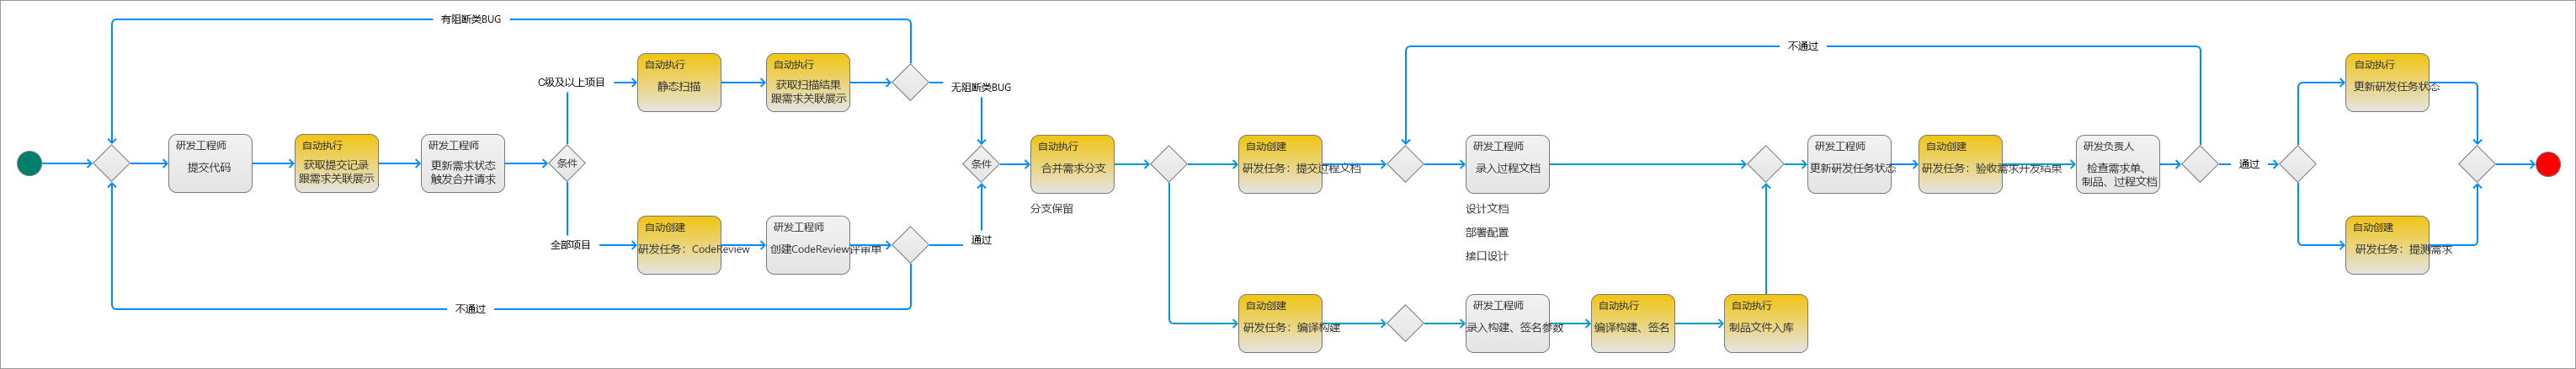 有阻断类BUG
研发工程师
提交代码
自动执行
获取提交记录
跟需求关联展示
研发工程师
更新需求状态
触发合并请求
条件
C级及以上项目
自动执行
静态扫描
自动执行
获取扫描结果
跟需求关联展示
无阻断类BUG
全部项目
自动创建
研发任务：CodeReview
研发工程师
创建CodeReview评审单
不通过
通过
条件
自动执行
合并需求分支
分支保留
自动创建
研发任务：提交过程文档
不通过
研发工程师
录入过程文档
设计文档
部署配置
接口设计
自动创建
研发任务：编译构建
研发工程师
录入构建、签名参数
自动执行
编译构建、签名
自动执行
制品文件入库
研发工程师
更新研发任务状态
自动创建
研发任务：验收需求开发结果
研发负责人
检查需求单、
制品、过程文档
通过
自动执行
更新研发任务状态
自动创建
研发任务：提测需求